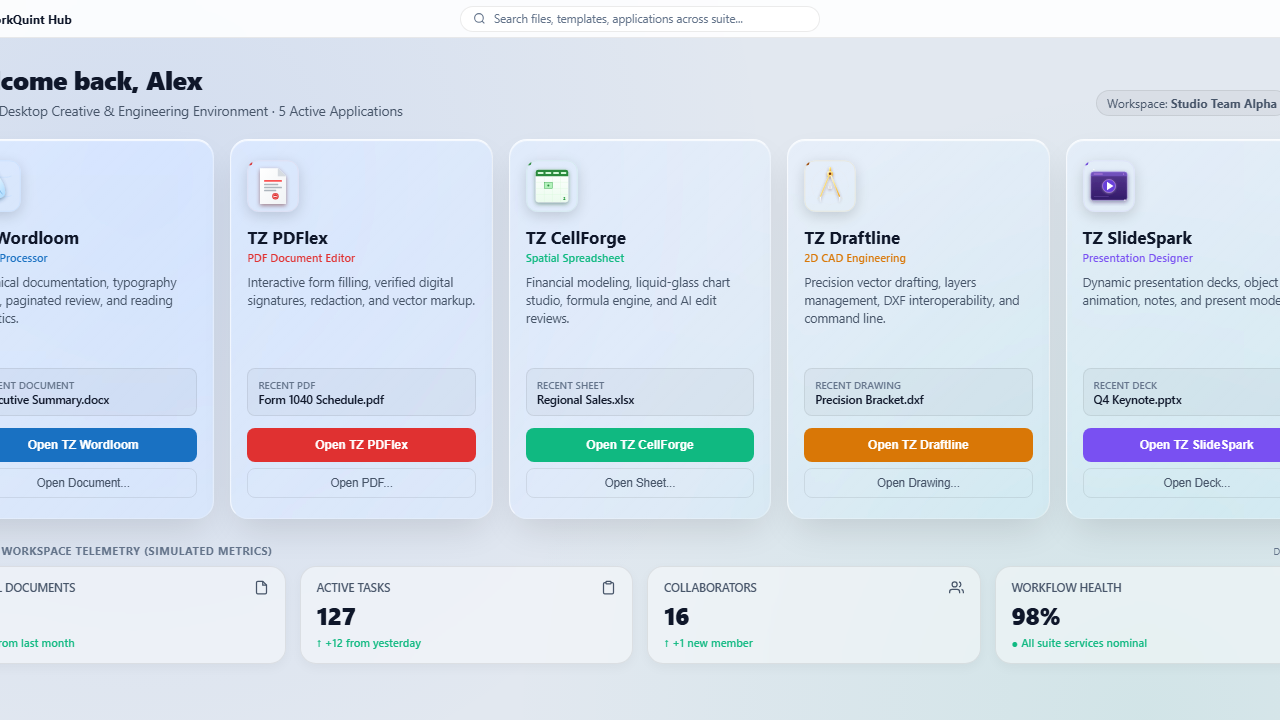 rkQuint Hub
Search files, templates, applications across suite...
come back, Alex
Desktop Creative & Engineering Environment · 5 Active Applications
Workspace: Studio Team Alpha
Wordloom
Processor
ical documentation, typography
, paginated review, and reading
tics.
ENT DOCUMENT
cutive Summary.docx
Open TZ Wordloom
Open Document...
TZ PDFlex
PDF Document Editor
Interactive form filling, verified digital
signatures, redaction, and vector markup.
RECENT PDF
Form 1040 Schedule.pdf
Open TZ PDFlex
Open PDF...
TZ CellForge
Spatial Spreadsheet
Financial modeling, liquid-glass chart
studio, formula engine, and AI edit
reviews.
RECENT SHEET
Regional Sales.xlsx
Open TZ CellForge
Open Sheet...
TZ Draftline
2D CAD Engineering
Precision vector drafting, layers
management, DXF interoperability, and
command line.
RECENT DRAWING
Precision Bracket.dxf
Open TZ Draftline
Open Drawing...
TZ SlideSpark
Presentation Designer
Dynamic presentation decks, object
animation, notes, and present mode
RECENT DECK
Q4 Keynote.pptx
Open TZ SlideSpark
Open Deck...
WORKSPACE TELEMETRY (SIMULATED METRICS)
D
L DOCUMENTS
rom last month
ACTIVE TASKS
127
↑ +12 from yesterday
COLLABORATORS
16
↑ +1 new member
WORKFLOW HEALTH
98%
● All suite services nominal